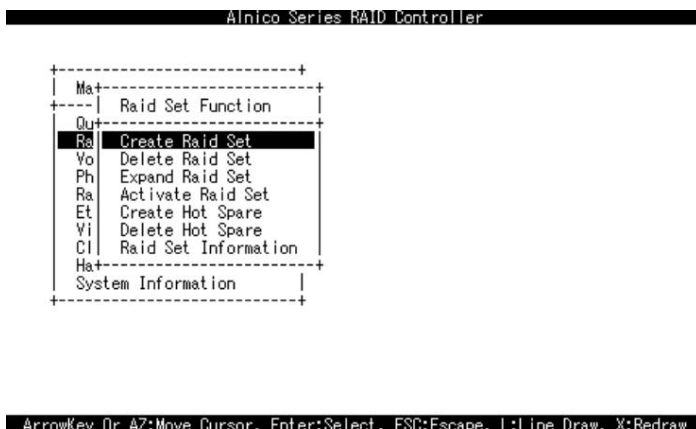 Alnico Series RAID Controller
Ma
Raid Set Function
Qu
Ra Create Raid Set
Vo Delete Raid Set
Ph Expand Raid Set
Ra Activate Raid Set
Et Create Hot Spare
Vi Delete Hot Spare
Cl Raid Set Information
Ha
System Information
ArrowKey Or AZ:Move Cursor, Enter:Select, ESC:Escape, L:Line Draw, X:Redraw